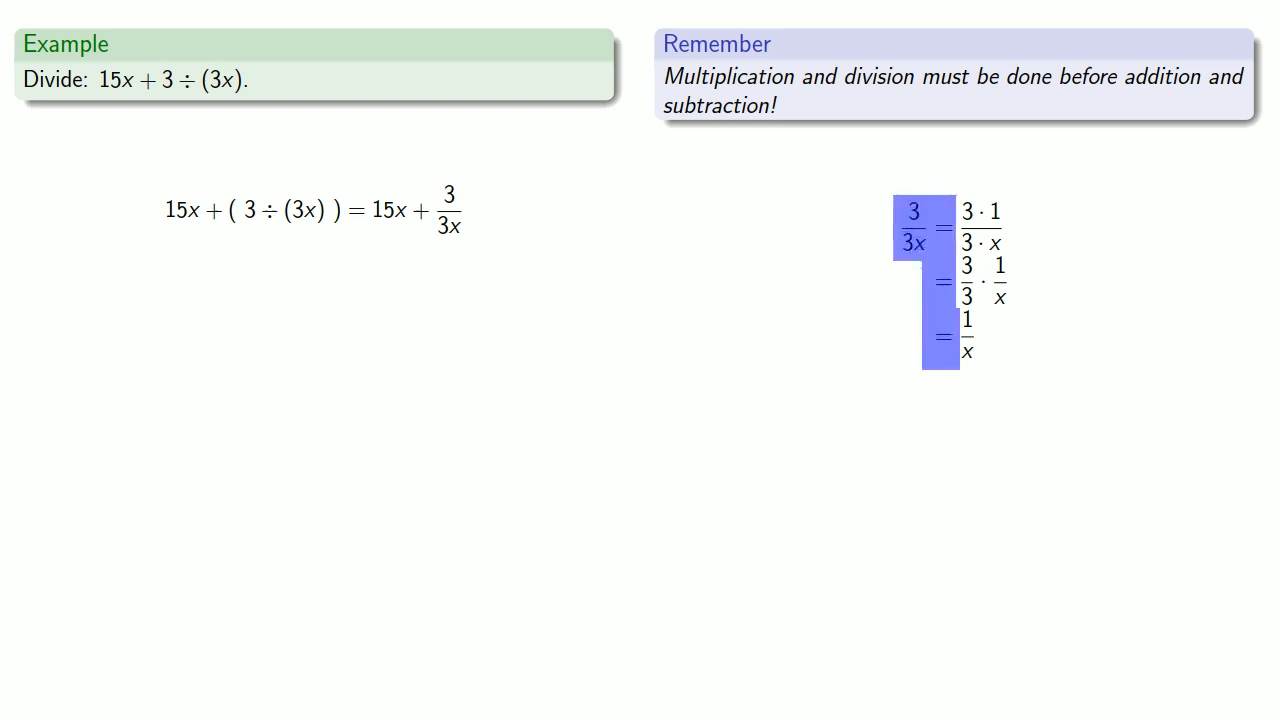 Example
Divide: 15x + 3 ÷ (3x).
Remember
Multiplication and division must be done before addition and
subtraction!
15x + ( 3 ÷ (3x) ) = 15x + 3/3x
3/3x = 3 · 1/3 · x
= 3/3 · 1/x
= 1/x